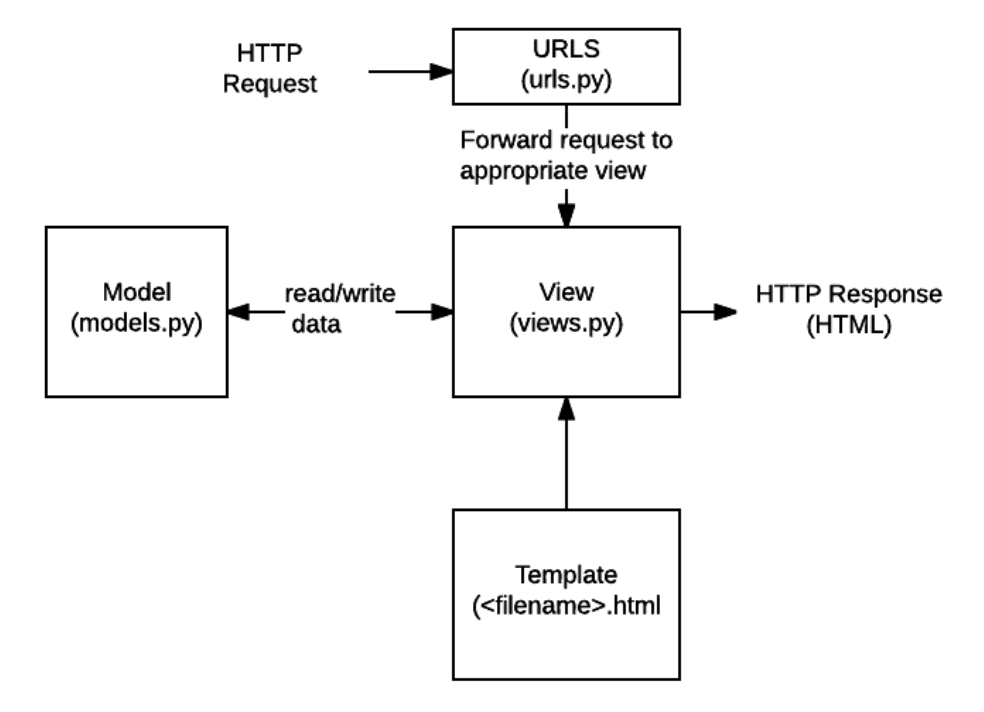 HTTP
Request
URLS
(urls.py)
Forward request to
appropriate view
Model
(models.py)
read/write
data
View
(views.py)
HTTP Response
(HTML)
Template
(<filename>.html